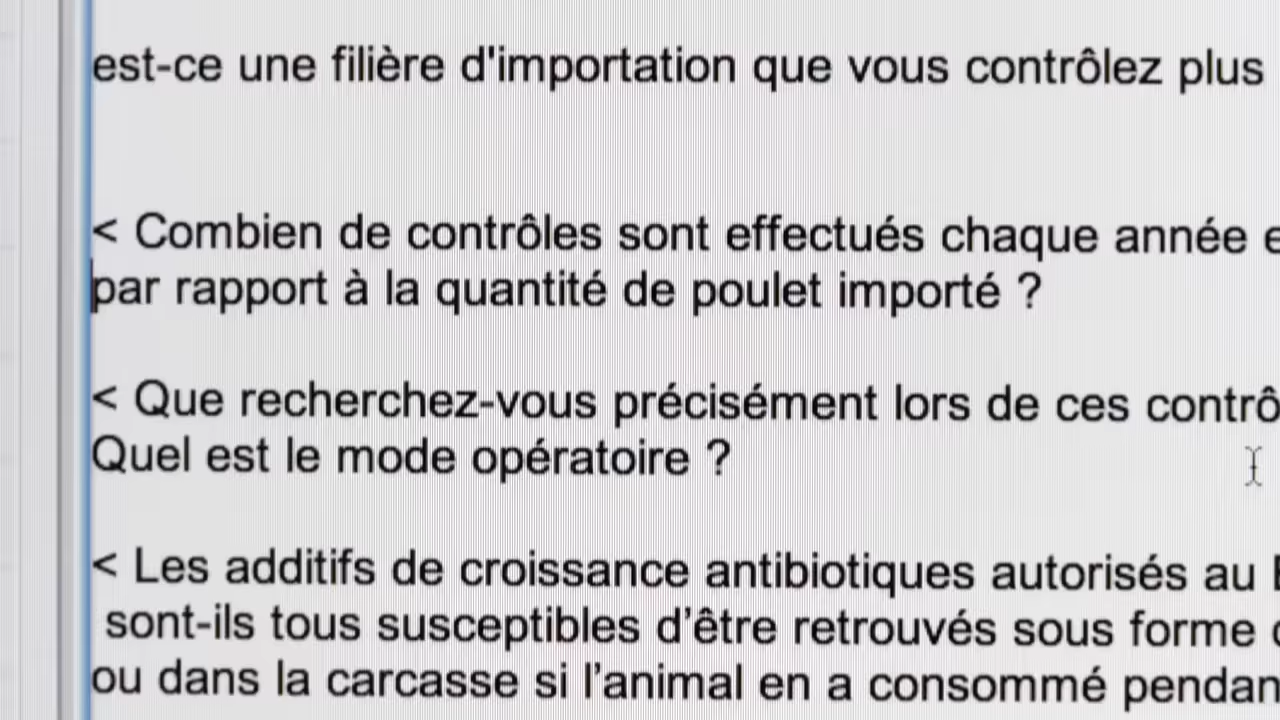 est-ce une filière d'importation que vous contrôlez plus
< Combien de contrôles sont effectués chaque année
par rapport à la quantité de poulet importé ?
< Que recherchez-vous précisément lors de ces
Quel est le mode opératoire ?
< Les additifs de croissance antibiotiques autorisés au
sont-ils tous susceptibles d’être retrouvés sous forme
ou dans la carcasse si l’animal en a consommé